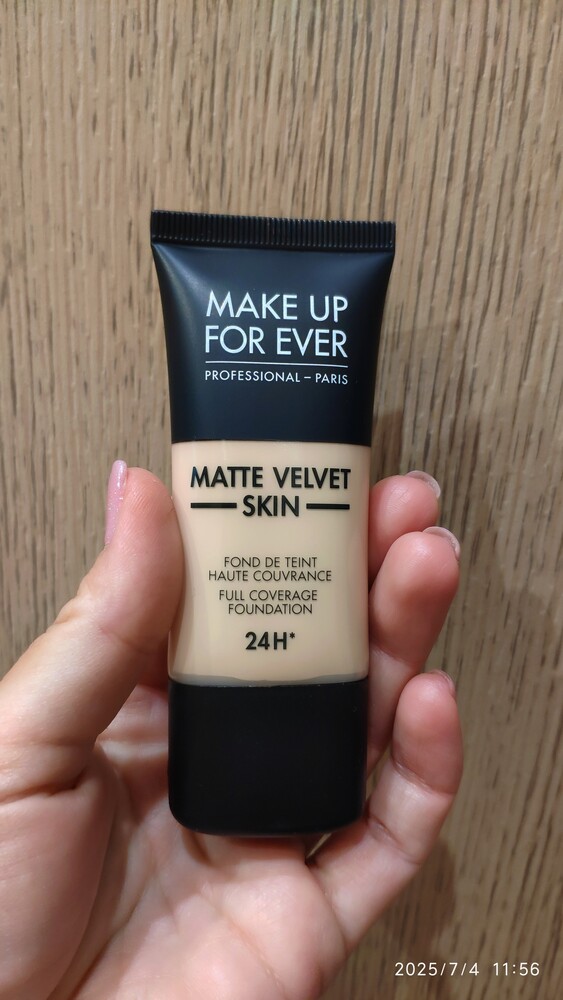 MAKE UP
FOR EVER
PROFESSIONAL – PARIS
MATTE VELVET
SKIN
FOND DE TEINT
HAUTE COUVRANCE
FULL COVERAGE
FOUNDATION
24H*
2025/7/4 11:56